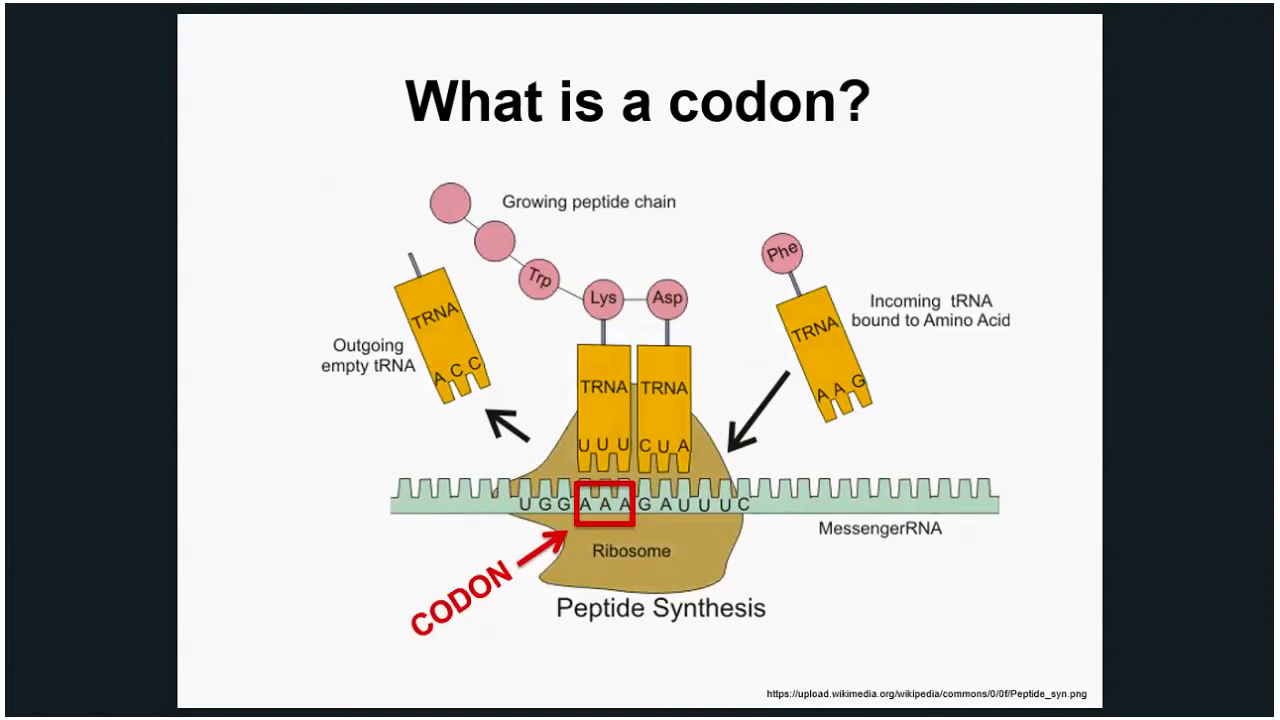 What is a codon?
Growing peptide chain
Trp
Lys
Asp
Phe
Incoming tRNA
bound to Amino Acid
TRNA
A C C
Outgoing
empty tRNA
TRNA
TRNA
TRNA
A A G
U U U
C U A
U G G A A A G A U U U C
MessengerRNA
Ribosome
CODON
Peptide Synthesis
https://upload.wikimedia.org/wikipedia/commons/0/0f/Peptide_syn.png